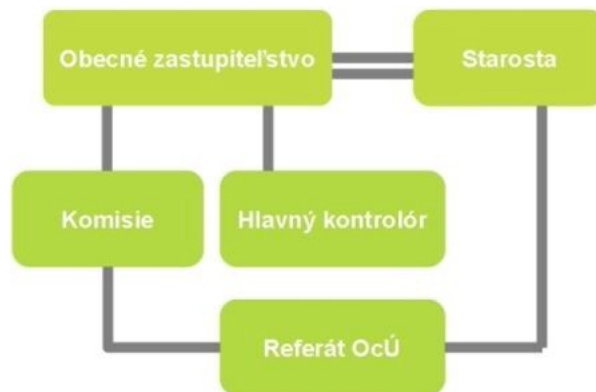 Obecné zastupiteľstvo
Starosta
Komisie
Hlavný kontrolór
Referát OcÚ